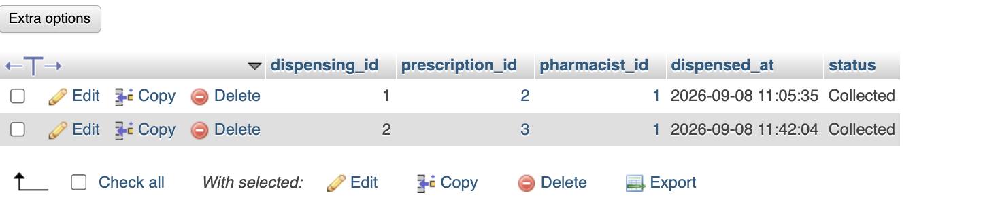 Extra options
←T→ dispensing_id prescription_id pharmacist_id dispensed_at status
Edit Copy Delete 1 2 1 2026-09-08 11:05:35 Collected
Edit Copy Delete 2 3 1 2026-09-08 11:42:04 Collected
Check all With selected: Edit Copy Delete Export